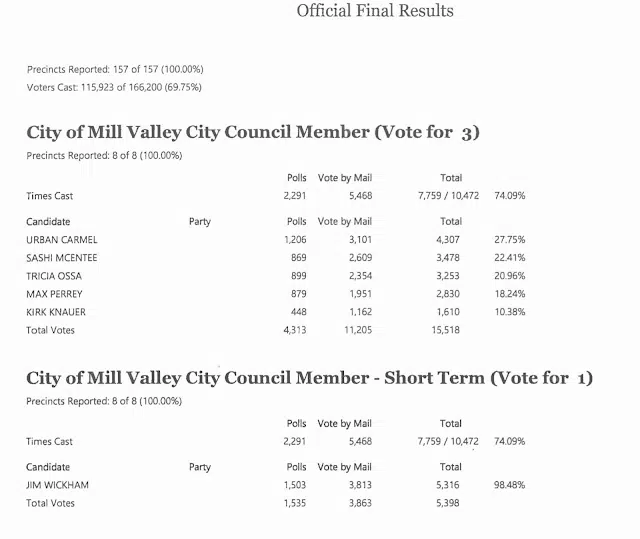 Official Final Results
Precincts Reported: 157 of 157 (100.00%)
Voters Cast: 115,923 of 166,200 (69.75%)
City of Mill Valley City Council Member (Vote for 3)
Precincts Reported: 8 of 8 (100.00%)
Polls Vote by Mail Total
Times Cast 2,291 5,468 7,759 / 10,472 74.09%
Candidate Party Polls Vote by Mail Total
URBAN CARMEL 1,206 3,101 4,307 27.75%
SASHI MCENTEE 869 2,609 3,478 22.41%
TRICIA OSSA 899 2,354 3,253 20.96%
MAX PERREY 879 1,951 2,830 18.24%
KIRK KNAUER 448 1,162 1,610 10.38%
Total Votes 4,313 11,205 15,518
City of Mill Valley City Council Member - Short Term (Vote for 1)
Precincts Reported: 8 of 8 (100.00%)
Polls Vote by Mail Total
Times Cast 2,291 5,468 7,759 / 10,472 74.09%
Candidate Party Polls Vote by Mail Total
JIM WICKHAM 1,503 3,813 5,316 98.48%
Total Votes 1,535 3,863 5,398